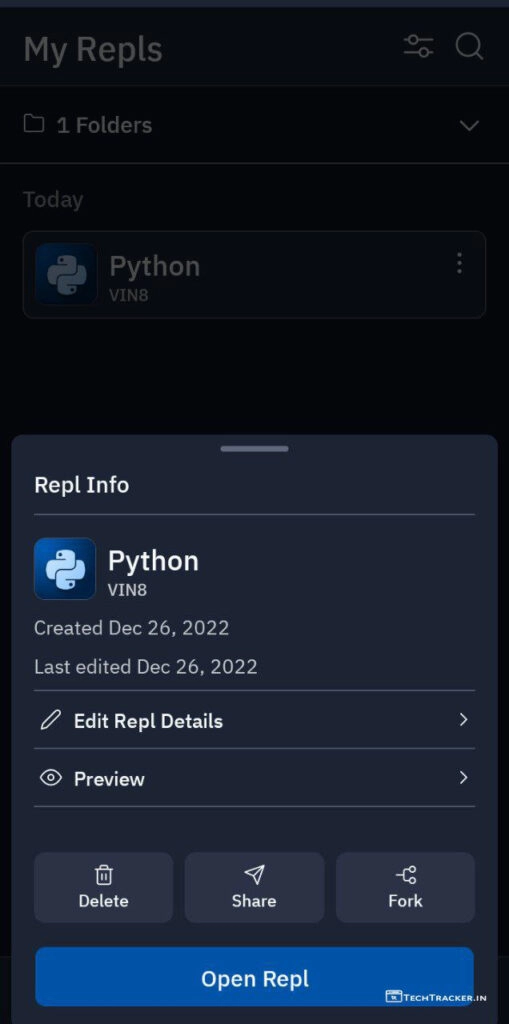 My Repls
1 Folders
Today
Python
VIN8
Repl Info
Python
VIN8
Created Dec 26, 2022
Last edited Dec 26, 2022
Edit Repl Details
Preview
Delete Share Fork
Open Repl
TECHTRACKER.IN